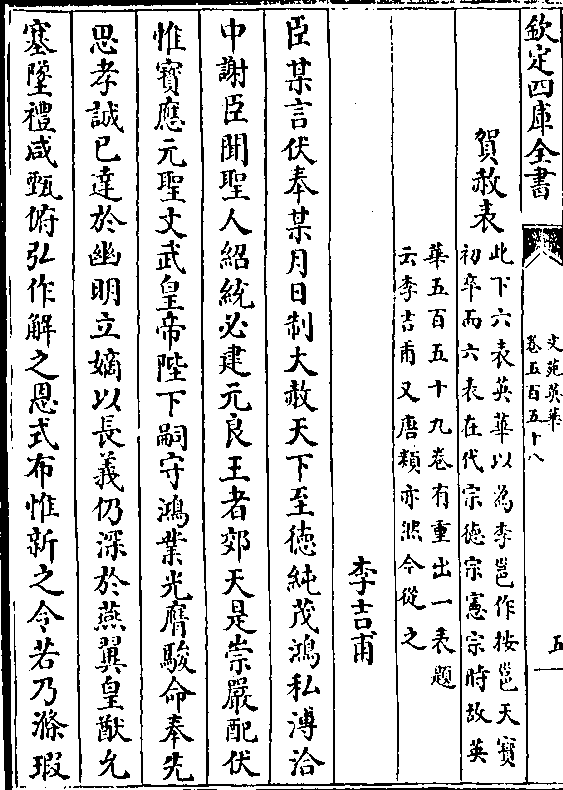 欽定四庫全書
文苑英華
卷五百五十八
五
賀赦表
此下六表英華以為李邕作按邕天寶
初卒而六表在代宗德宗憲宗時故英
華五百五十九卷有重出一表題
云李吉甫又唐類亦然今從之
李吉甫
臣某言伏奉某月日制大赦天下至徳純茂鴻私溥洽
中謝臣聞聖人紹統必建元良王者郊天是崇嚴配伏
惟寳應元聖文武皇帝陛下嗣守鴻業光膺駿命奉先
思孝誠已達於幽明立嫡以長義仍深於燕翼皇猷允
塞墜禮咸甄俯弘作解之恩式布惟新之令若乃滌瑕